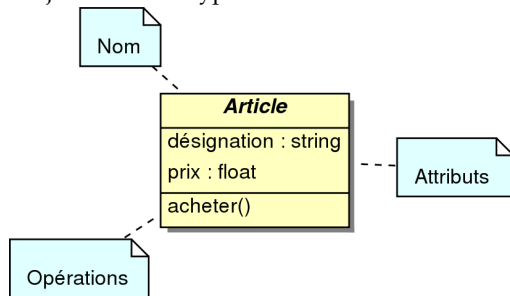 Nom
Article
désignation : string
prix : float
acheter()
Attributs
Opérations